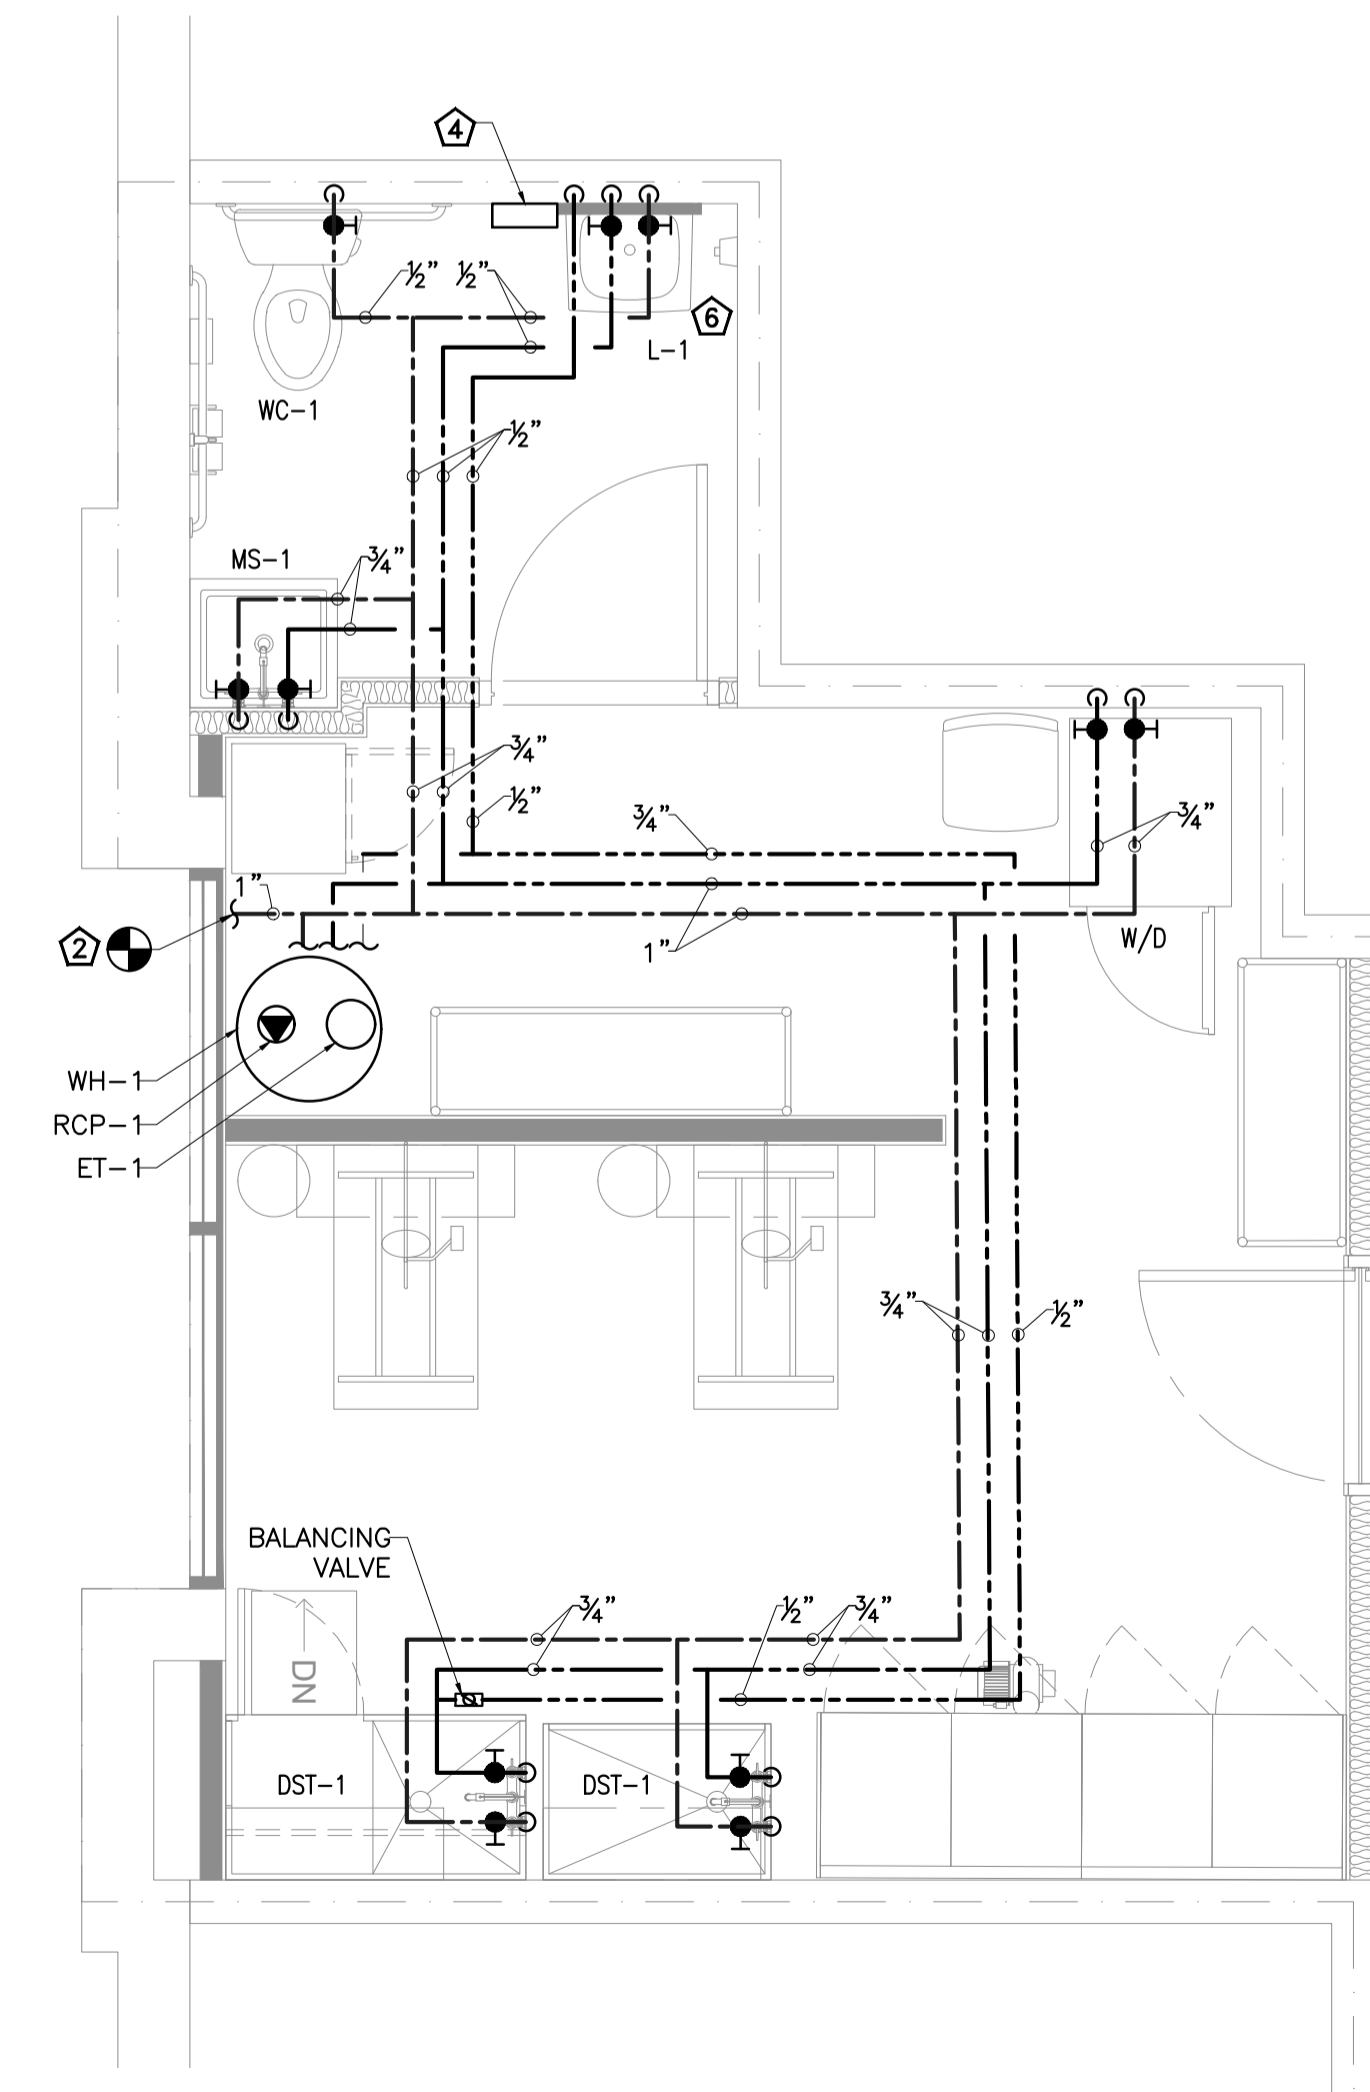 4
½" ½"
6
L-1
WC-1
½"
MS-1
¾"
¾"
½"
¾"
¾"
1"
2
1"
W/D
WH-1
RCP-1
ET-1
¾"
½"
BALANCING
VALVE
¾"
½"
¾"
DN
DST-1
DST-1